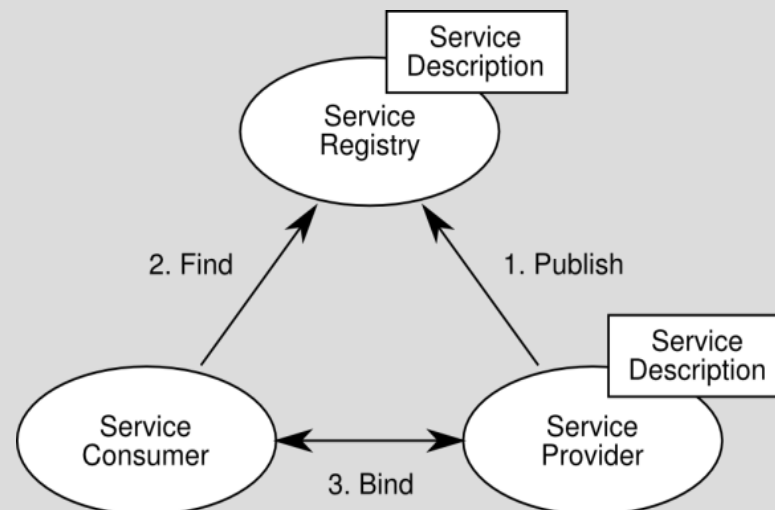 Service
Description
Service
Registry
2. Find
1. Publish
Service
Description
Service
Consumer
Service
Provider
3. Bind